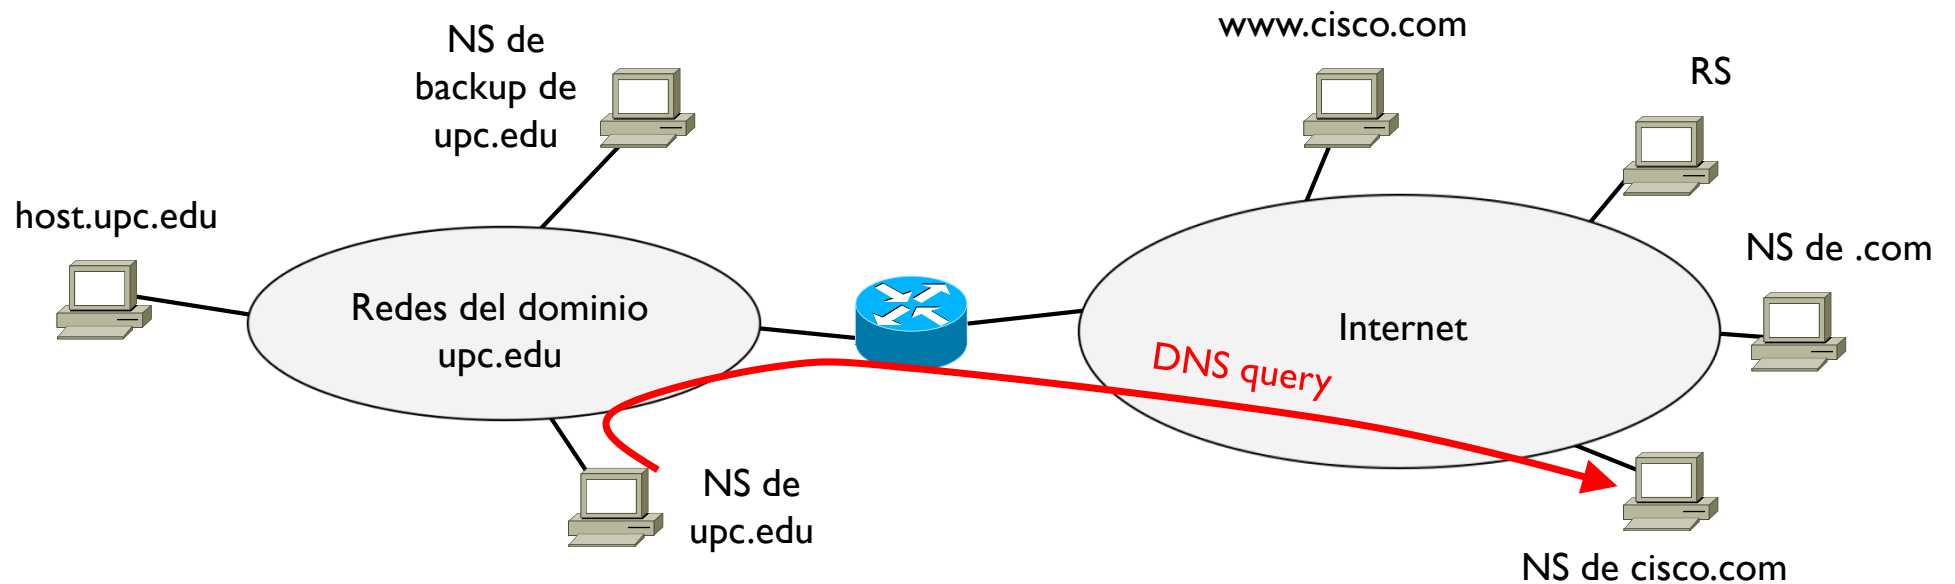 NS de
backup de
upc.edu
www.cisco.com
RS
host.upc.edu
NS de .com
Redes del dominio
upc.edu
Internet
DNS query
NS de
upc.edu
NS de cisco.com